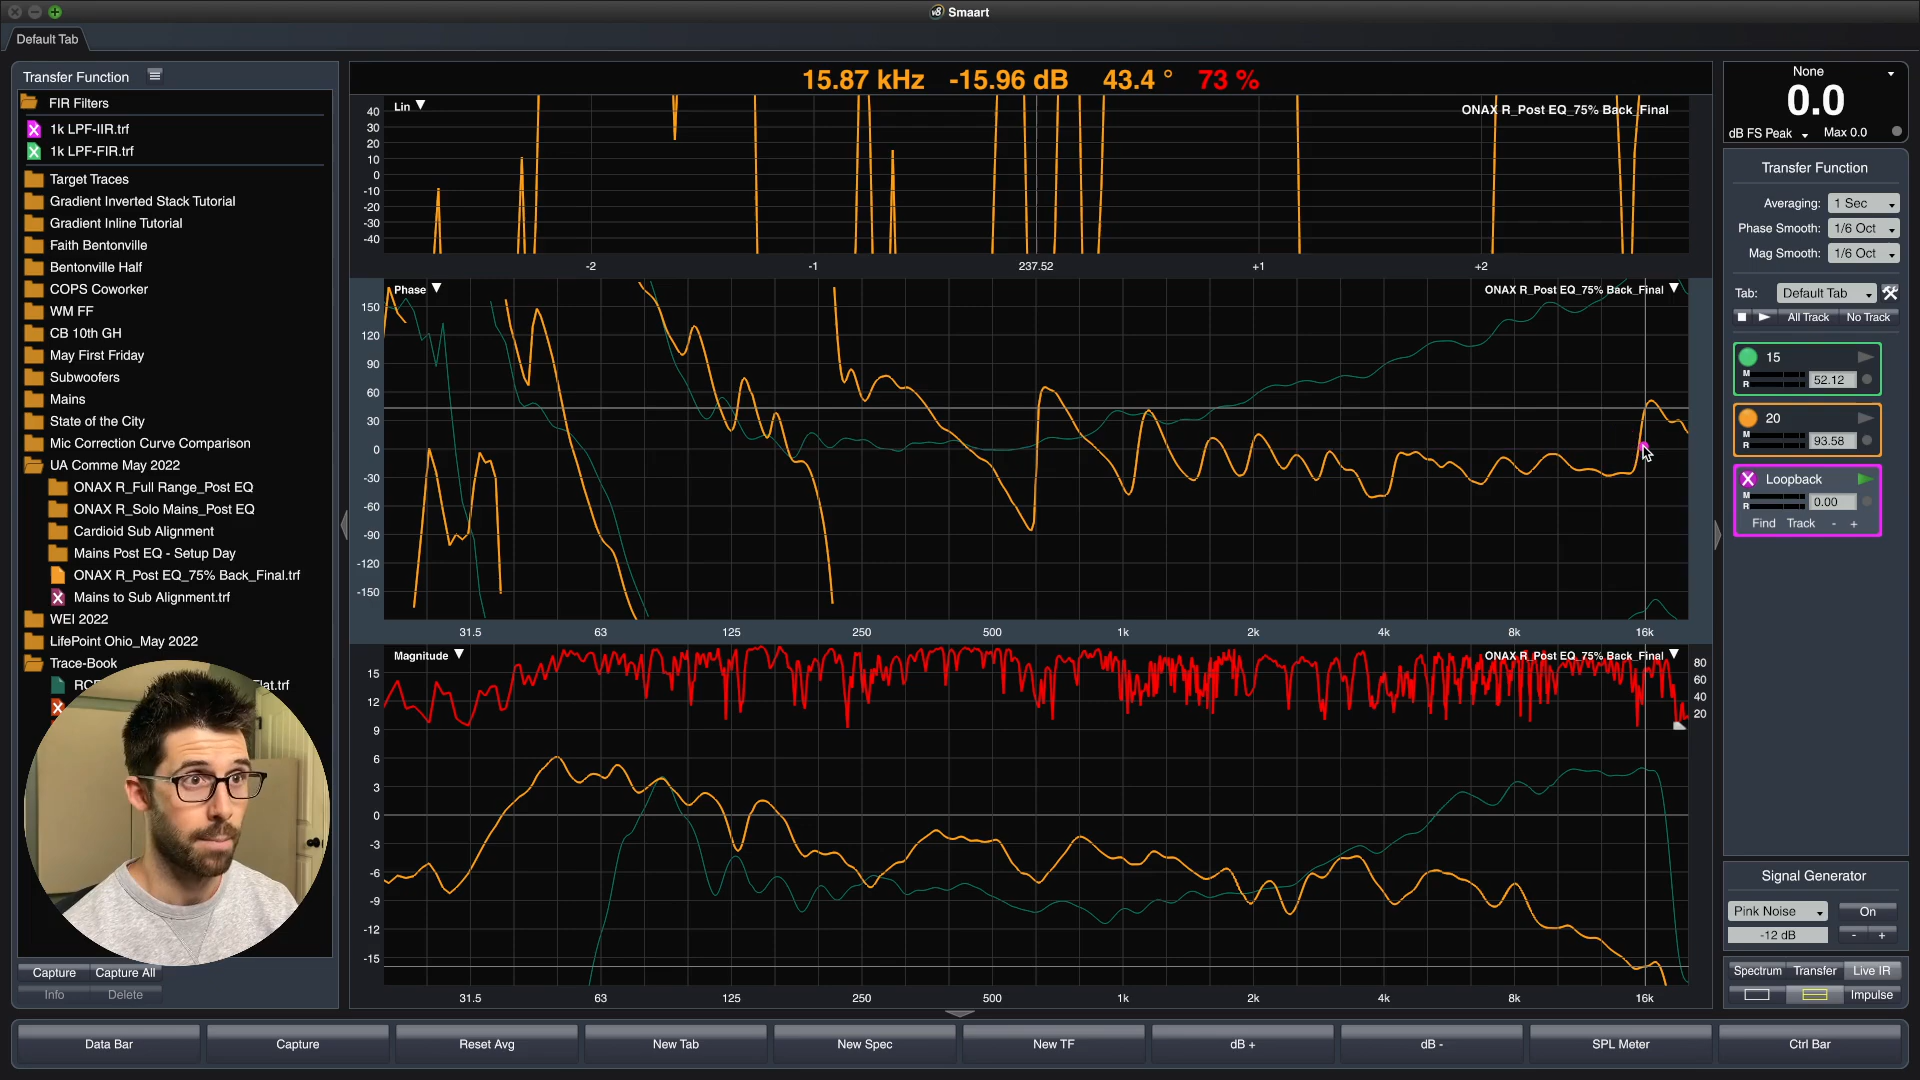 v8 Smaart
Default Tab
Transfer Function
FIR Filters
1k LPF-IIR.trf
1k LPF-FIR.trf
Target Traces
Gradient Inverted Stack Tutorial
Gradient Inline Tutorial
Faith Bentonville
Bentonville Half
COPS Coworker
WM FF
CB 10th GH
May First Friday
Subwoofers
Mains
State of the City
Mic Correction Curve Comparison
UA Comme May 2022
ONAX R_Full Range_Post EQ
ONAX R_Solo Mains_Post EQ
Cardioid Sub Alignment
Mains Post EQ - Setup Day
ONAX R_Post EQ_75% Back_Final.trf
Mains to Sub Alignment.trf
WEI 2022
LifePoint Ohio_May 2022
Trace-Book
Capture Capture All
Info Delete
15.87 kHz -15.96 dB 43.4 ° 73 %
Lin
ONAX R_Post EQ_75% Back_Final
40
30
20
10
0
-10
-20
-30
-40
-2 -1 237.52 +1 +2
Phase
ONAX R_Post EQ_75% Back_Final
150
120
90
60
30
0
-30
-60
-90
-120
-150
31.5 63 125 250 500 1k 2k 4k 8k 16k
Magnitude
ONAX R_Post EQ_75% Back_Final
15
12
9
6
3
0
-3
-6
-9
-12
-15
80
60
40
20
31.5 63 125 250 500 1k 2k 4k 8k 16k
None
0.0
dB FS Peak Max 0.0
Transfer Function
Averaging: 1 Sec
Phase Smooth: 1/6 Oct
Mag Smooth: 1/6 Oct
Tab: Default Tab
All Track No Track
15
M
R 52.12
20
M
R 93.58
Loopback
M
R 0.00
Find Track - +
Signal Generator
Pink Noise On
-12 dB - +
Spectrum Transfer Live IR
Impulse
Data Bar Capture Reset Avg New Tab New Spec New TF dB + dB - SPL Meter Ctrl Bar